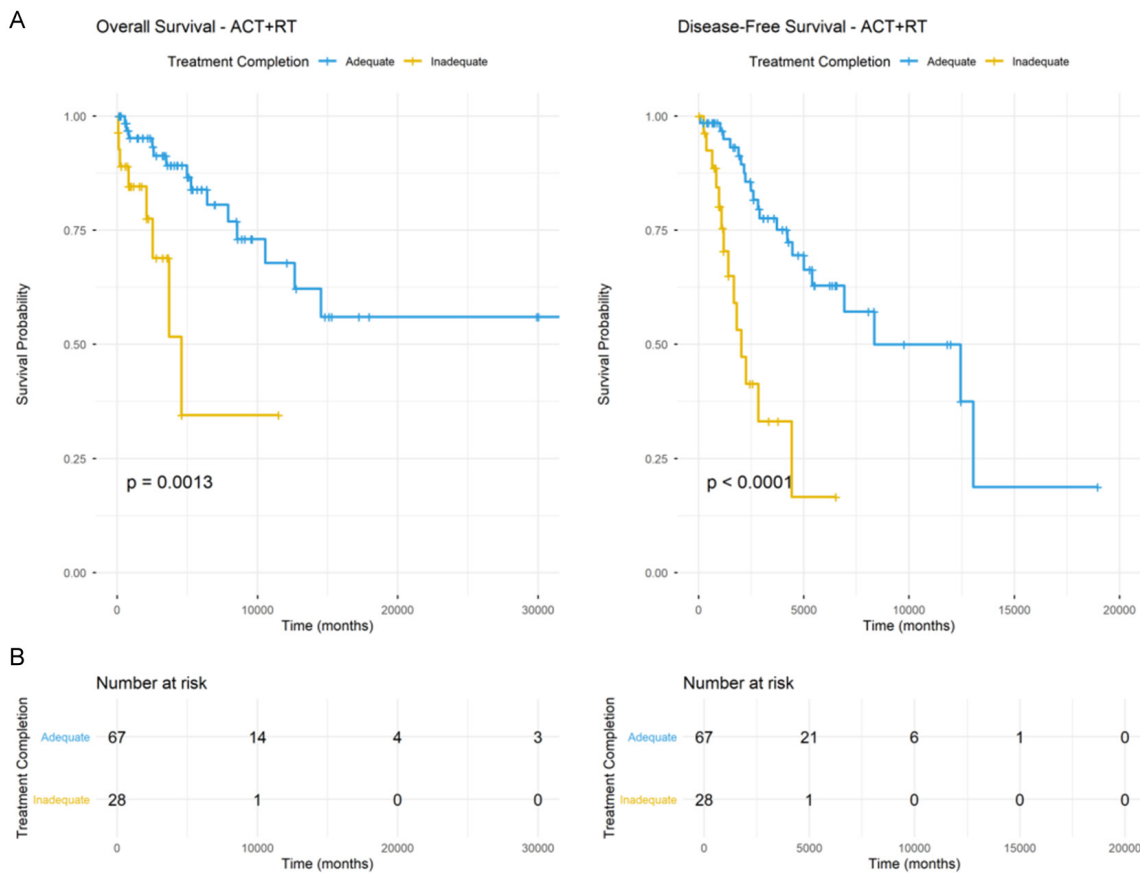 A
Overall Survival - ACT+RT
Treatment Completion Adequate Inadequate
1.00
0.75
0.50
0.25
0.00
Survival Probability
p = 0.0013
0 10000 20000 30000
Time (months)
Disease-Free Survival - ACT+RT
Treatment Completion Adequate Inadequate
1.00
0.75
0.50
0.25
0.00
Survival Probability
p < 0.0001
0 5000 10000 15000 20000
Time (months)
B
Number at risk
Treatment Completion
Adequate 67 14 4 3
Inadequate 28 1 0 0
0 10000 20000 30000
Time (months)
Number at risk
Treatment Completion
Adequate 67 21 6 1 0
Inadequate 28 1 0 0 0
0 5000 10000 15000 20000
Time (months)